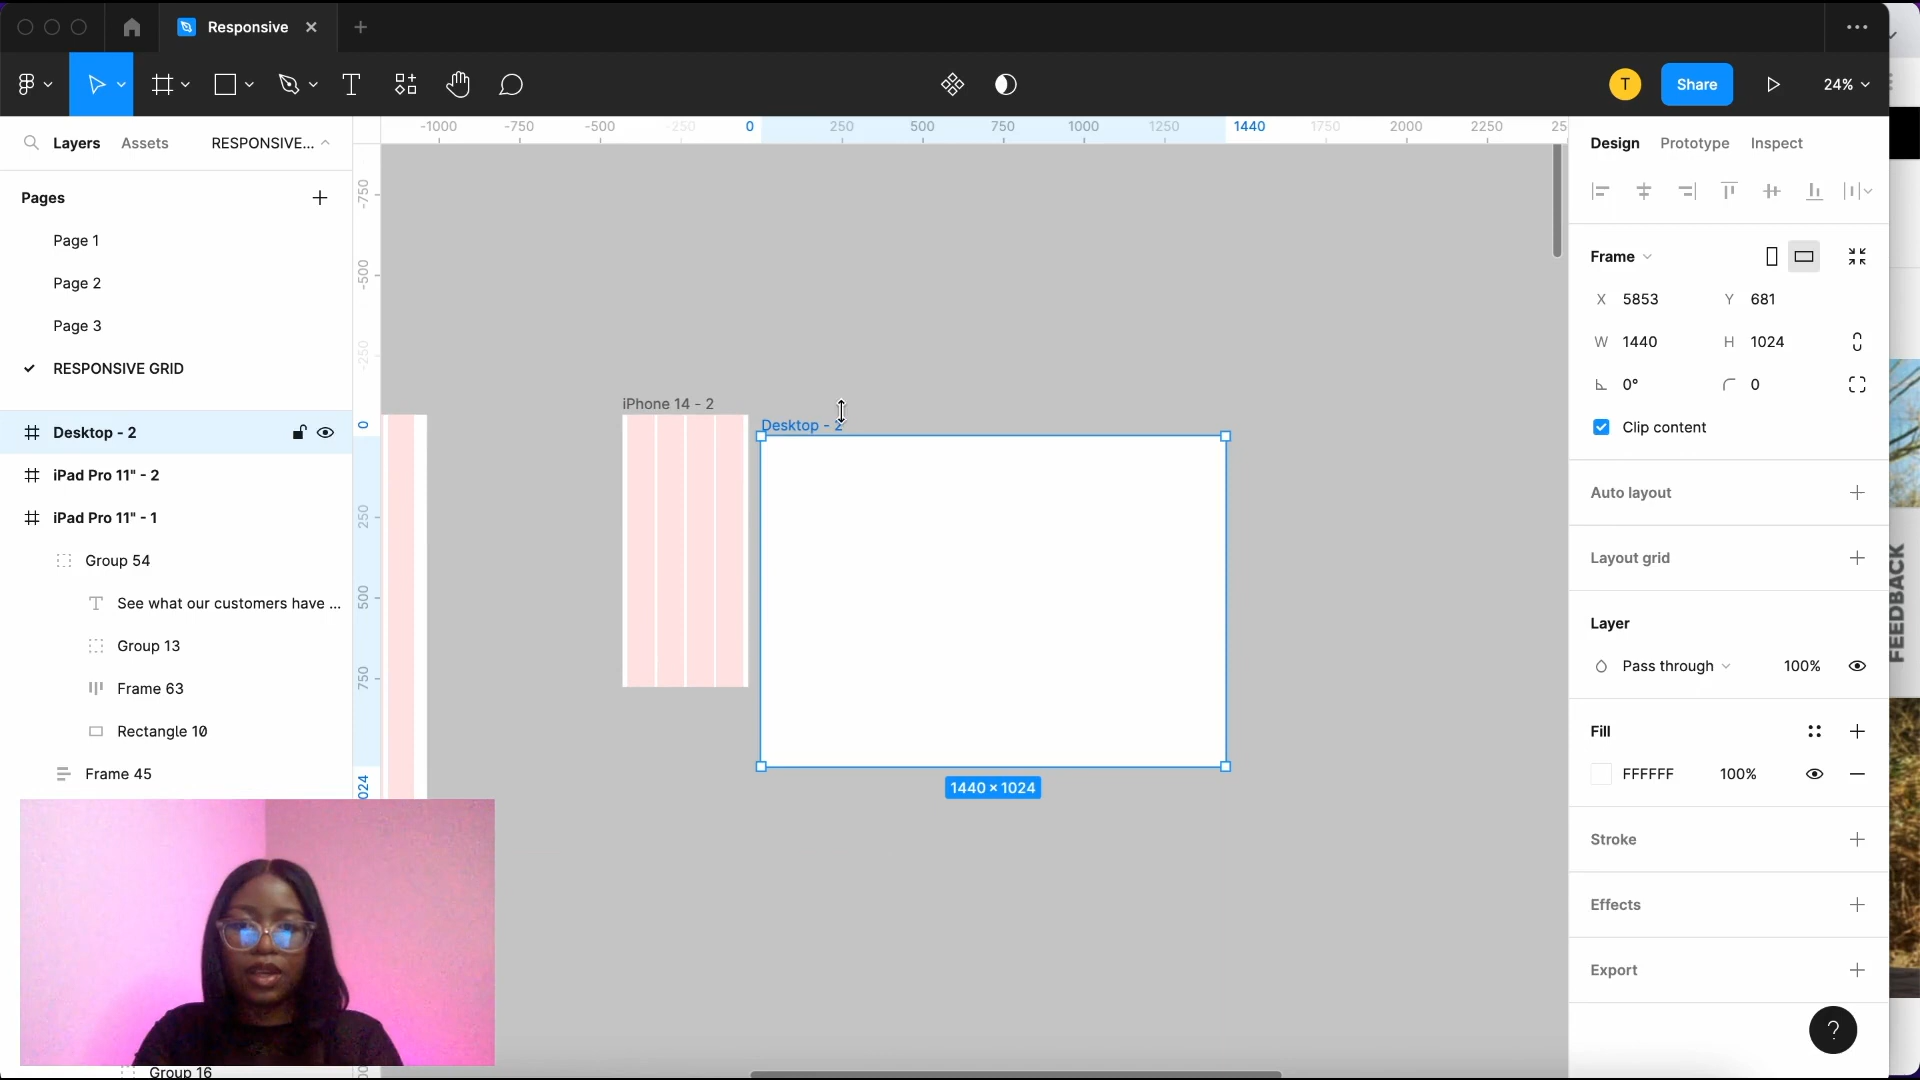 Responsive
T
Share
24%
Layers
Assets
RESPONSIVE...
-1000
-750
-500
-250
0
250
500
750
1000
1250
1440
1750
2000
2250
25
Design
Prototype
Inspect
Pages
Page 1
Page 2
Page 3
RESPONSIVE GRID
Desktop - 2
iPad Pro 11" - 2
iPad Pro 11" - 1
Group 54
See what our customers have ...
Group 13
Frame 63
Rectangle 10
Frame 45
Group 16
-750
-500
-250
0
250
500
750
1024
iPhone 14 - 2
Desktop - 2
1440 × 1024
Frame
X 5853
Y 681
W 1440
H 1024
0°
0
Clip content
Auto layout
Layout grid
Layer
Pass through
100%
Fill
FFFFFF
100%
Stroke
Effects
Export
?
FEEDBACK